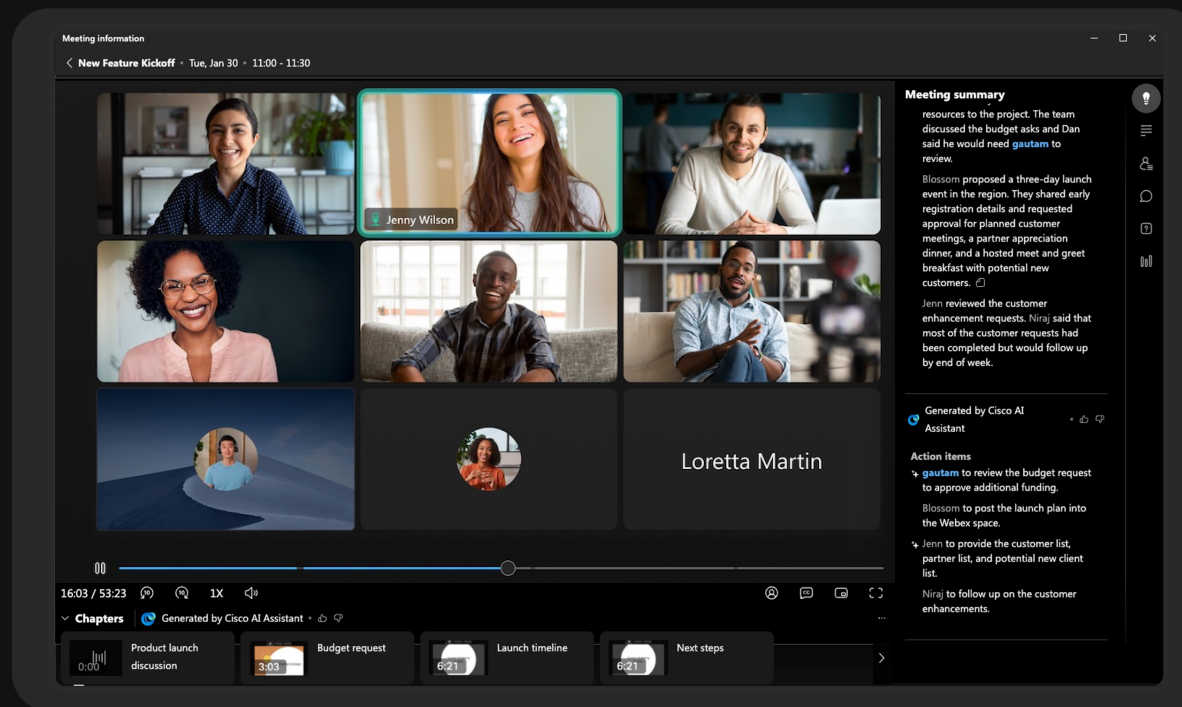 Meeting information
New Feature Kickoff • Tue, Jan 30 • 11:00 - 11:30
Jenny Wilson
Loretta Martin
Meeting summary
resources to the project. The team
discussed the budget asks and Dan
said he would need gautam to
review.
Blossom proposed a three-day launch
event in the region. They shared early
registration details and requested
approval for planned customer
meetings, a partner appreciation
dinner, and a hosted meet and greet
breakfast with potential new
customers.
Jenn reviewed the customer
enhancement requests. Niraj said that
most of the customer requests had
been completed but would follow up
by end of week.
Generated by Cisco AI
Assistant
Action items
gautam to review the budget request
to approve additional funding.
Blossom to post the launch plan into
the Webex space.
Jenn to provide the customer list,
partner list, and potential new client
list.
Niraj to follow up on the customer
enhancements.
16:03 / 53:23
10
10
1X
CC
Chapters
Generated by Cisco AI Assistant
0:00
Product launch
discussion
3:03
Budget request
6:21
Launch timeline
6:21
Next steps